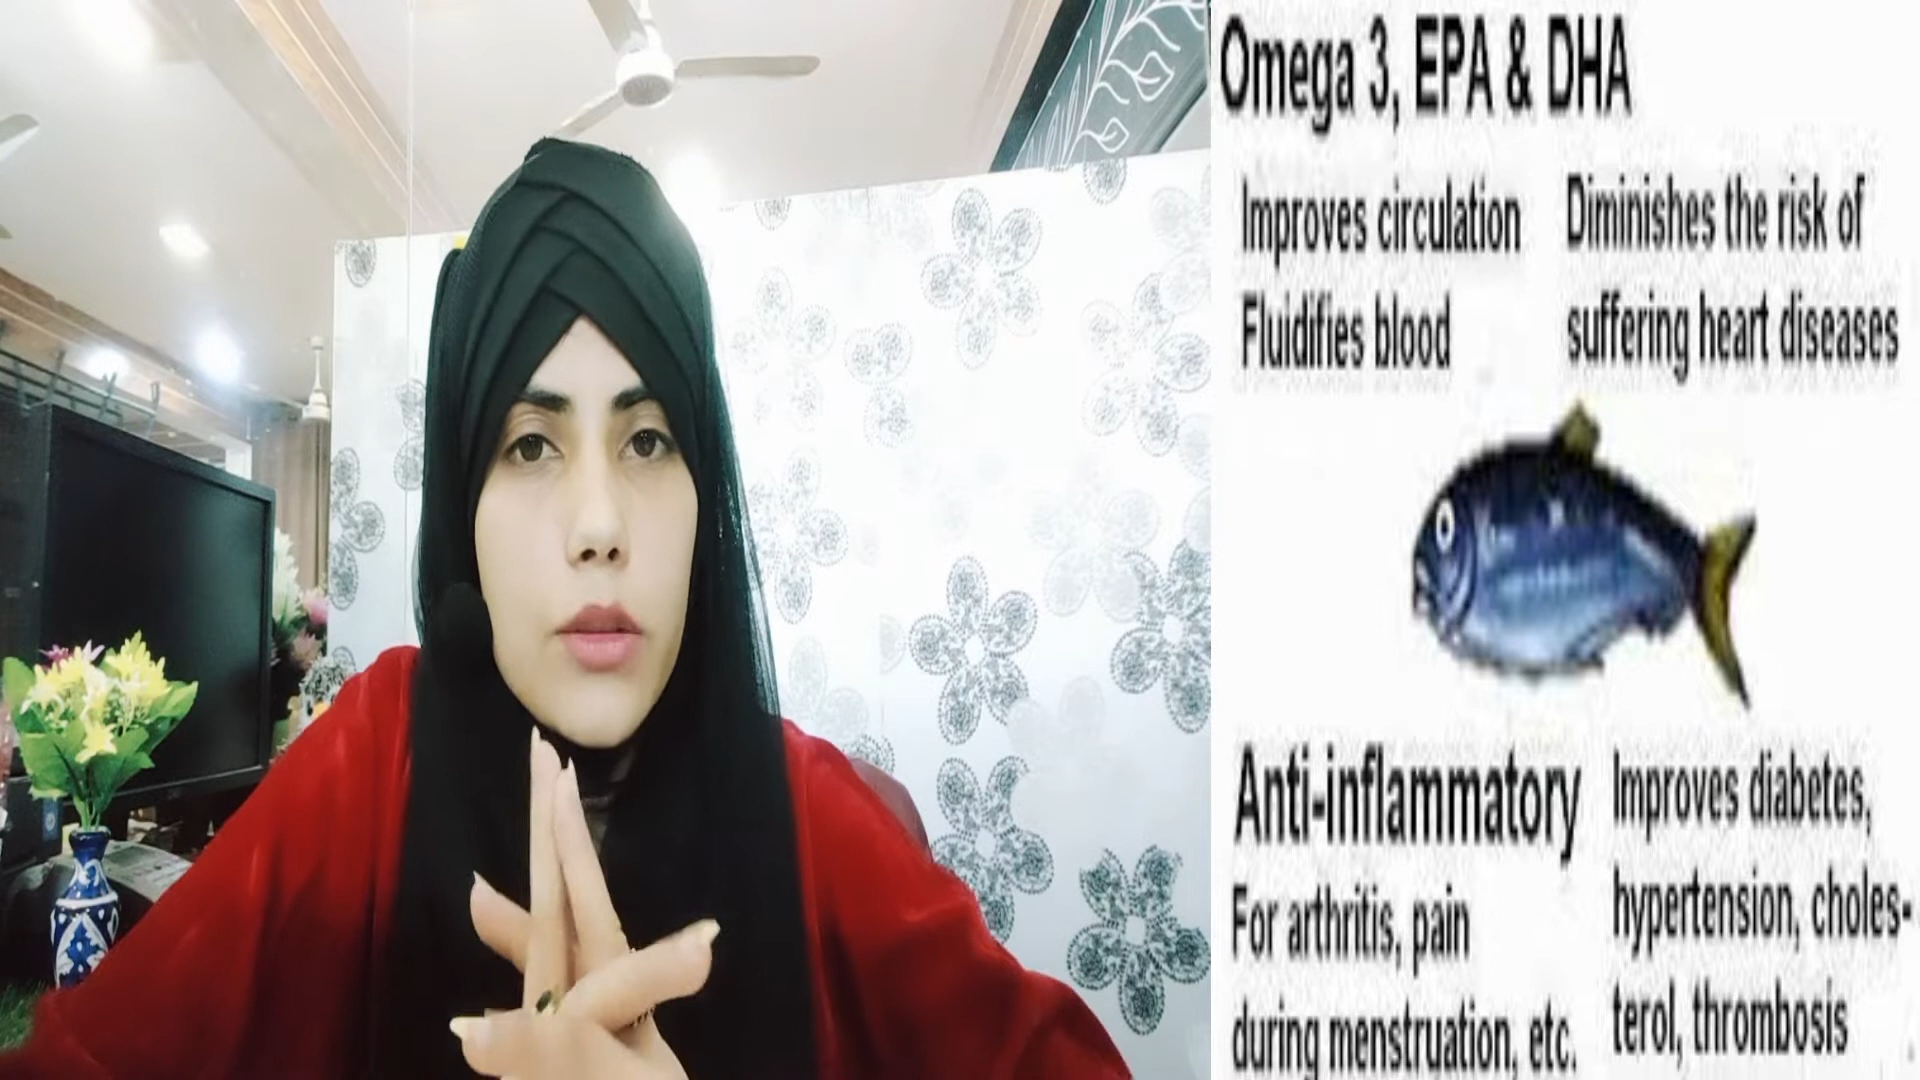 Omega 3, EPA & DHA
Improves circulation
Fluidifies blood
Diminishes the risk of
suffering heart diseases
Anti-inflammatory
For arthritis, pain
during menstruation, etc.
Improves diabetes,
hypertension, choles-
terol, thrombosis